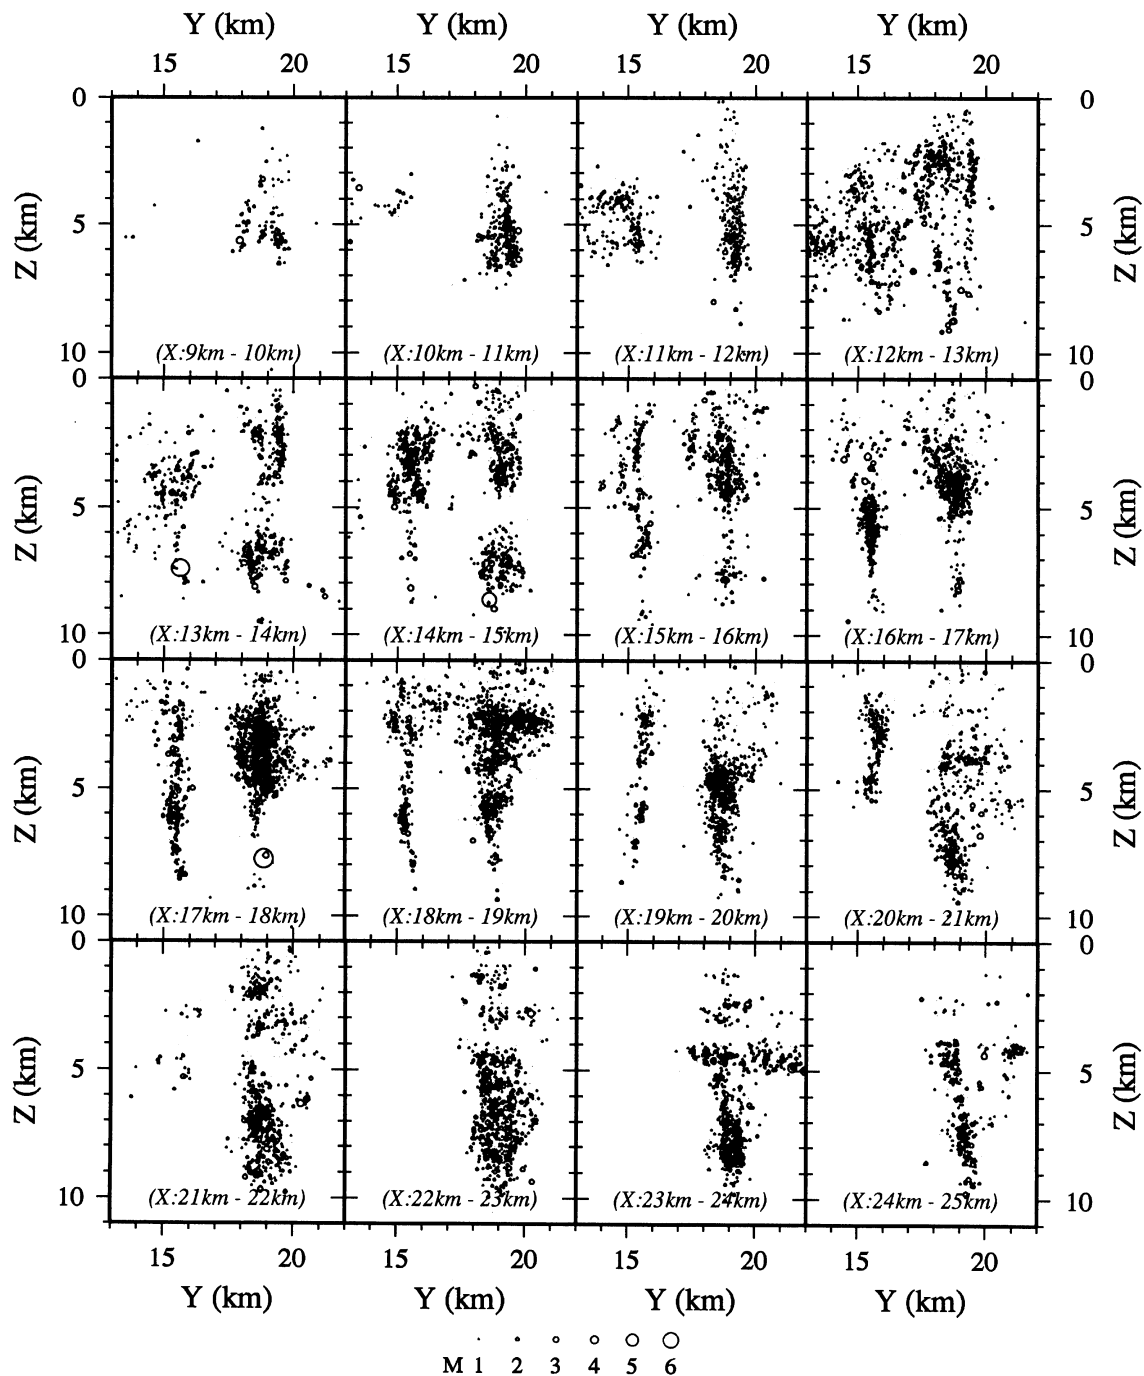 Y (km) Y (km) Y (km) Y (km)
15 20 15 20 15 20 15 20
0 0
Z (km) 5 5 Z (km)
10 (X:9km - 10km) (X:10km - 11km) (X:11km - 12km) (X:12km - 13km) 10
0 0
Z (km) 5 5 Z (km)
10 (X:13km - 14km) (X:14km - 15km) (X:15km - 16km) (X:16km - 17km) 10
0 0
Z (km) 5 5 Z (km)
10 (X:17km - 18km) (X:18km - 19km) (X:19km - 20km) (X:20km - 21km) 10
0 0
Z (km) 5 5 Z (km)
10 (X:21km - 22km) (X:22km - 23km) (X:23km - 24km) (X:24km - 25km) 10
15 20 15 20 15 20 15 20
Y (km) Y (km) Y (km) Y (km)
M 1 2 3 4 5 6